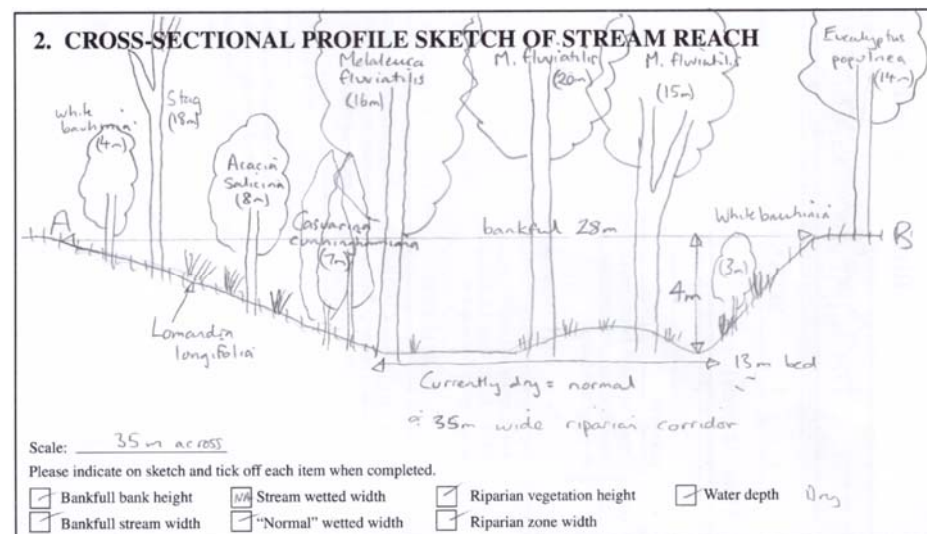 2. CROSS-SECTIONAL PROFILE SKETCH OF STREAM REACH
White
bauhinia
(4m)
Stag
(18m)
Acacia
Salicina
(8m)
Casuarina
cunninghamiana
(7m)
Melaleuca
fluviatilis
(16m)
M. fluviatilis
(20m)
M. fluviatilis
(15m)
Eucalyptus
populnea
(14m)
A
bankful 28m
White bauhinia
(3m)
B
4m
Lomandra
longifolia
13m bed
Currently dry = normal
35m wide riparian corridor
Scale: 35m across
Please indicate on sketch and tick off each item when completed.
Bankfull bank height NA Stream wetted width Riparian vegetation height Water depth Dry
Bankfull stream width "Normal" wetted width Riparian zone width